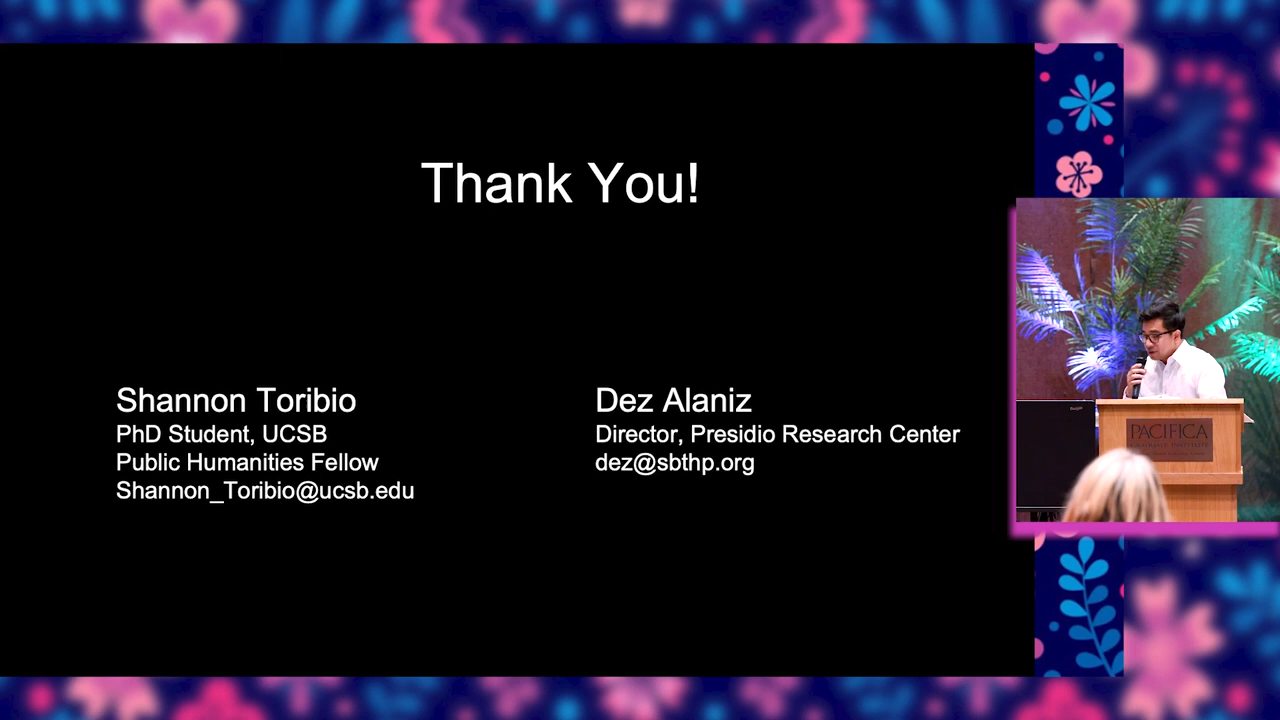 Thank You!
Shannon Toribio
PhD Student, UCSB
Public Humanities Fellow
Shannon_Toribio@ucsb.edu
Dez Alaniz
Director, Presidio Research Center
dez@sbthp.org
PACIFICA